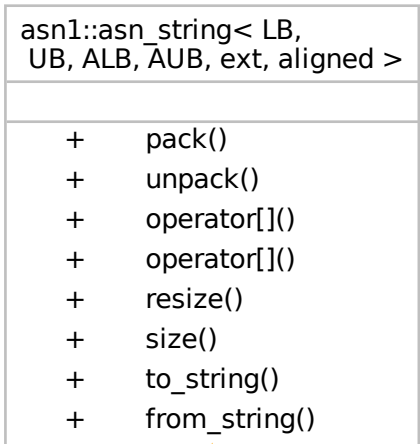 asn1::asn_string< LB,
UB, ALB, AUB, ext, aligned >
+ pack()
+ unpack()
+ operator[]()
+ operator[]()
+ resize()
+ size()
+ to_string()
+ from_string()